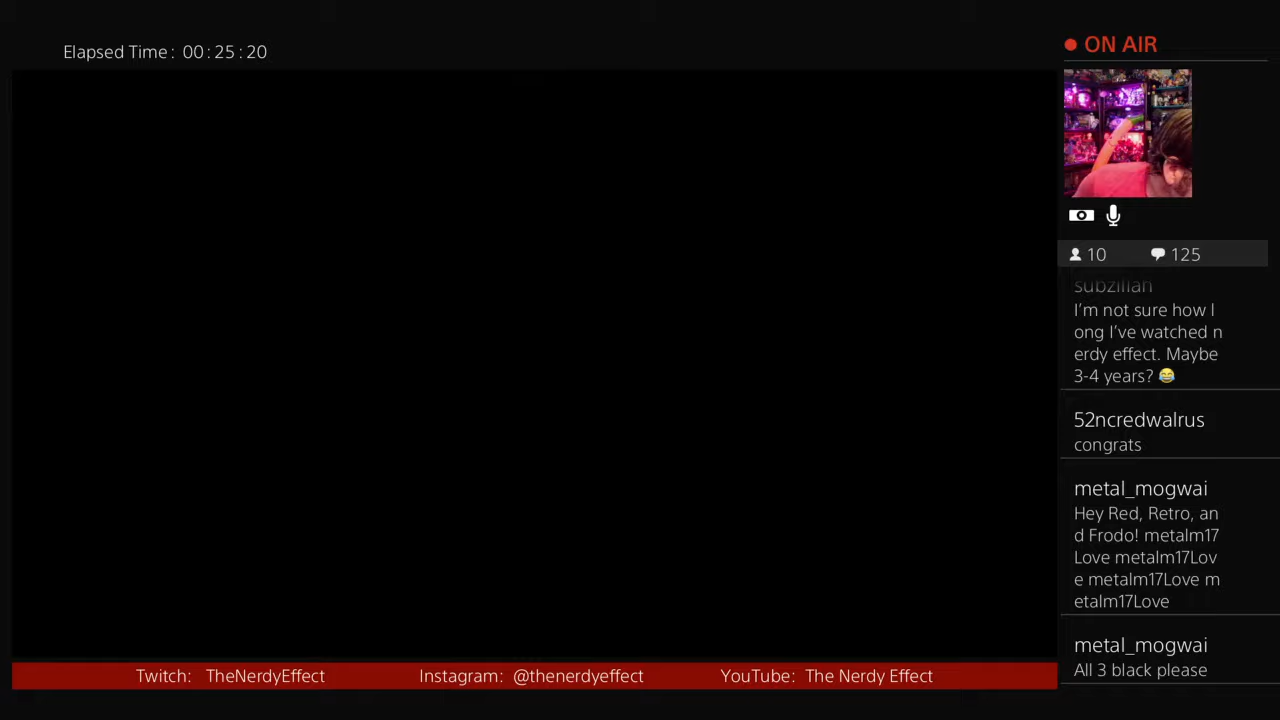 Elapsed Time: 00:25:20
ON AIR
10 125
subzillah
I'm not sure how l
ong I've watched n
erdy effect. Maybe
3-4 years? 😂
52ncredwalrus
congrats
metal_mogwai
Hey Red, Retro, an
d Frodo! metalm17
Love metalm17Lov
e metalm17Love m
etalm17Love
metal_mogwai
All 3 black please
Twitch: TheNerdyEffect Instagram: @thenerdyeffect YouTube: The Nerdy Effect